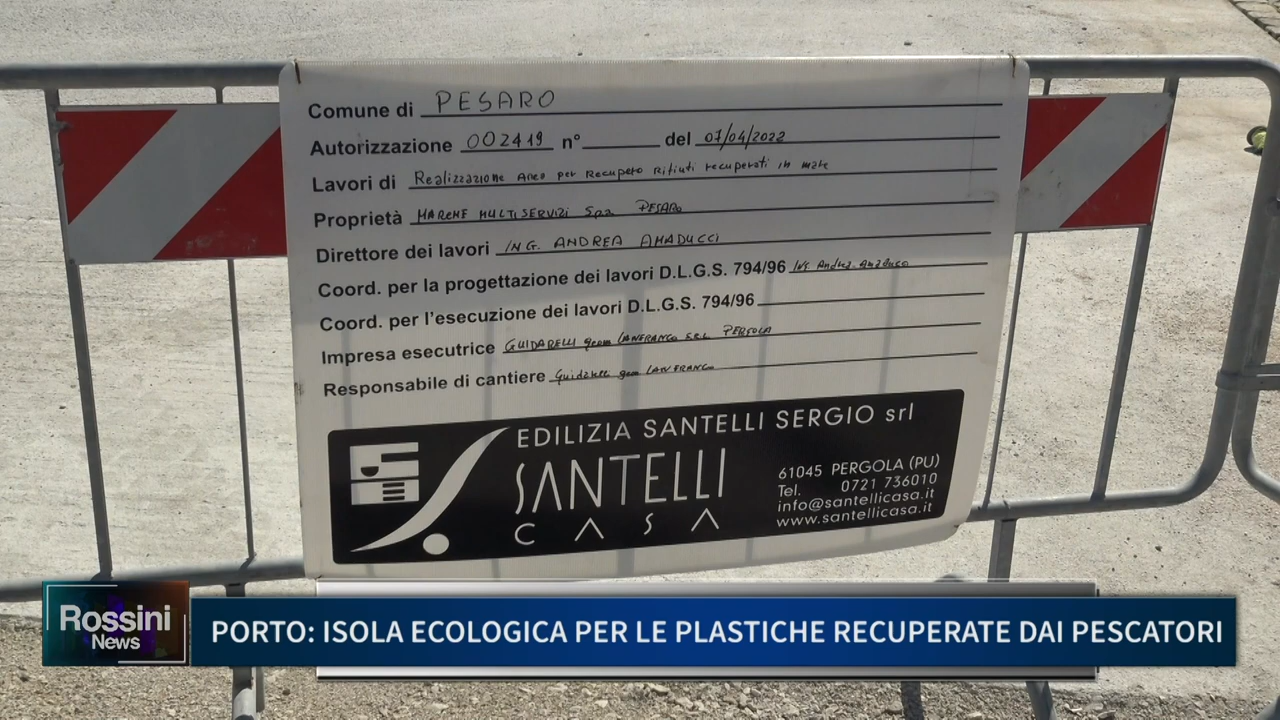 Comune di PESARO
Autorizzazione 002419 n° del 07/04/2022
Lavori di Realizzazione Area per Recupero Rifiuti recuperati in mare
Proprietà MARCHE MULTISERVIZI S.p.a. PESARO
Direttore dei lavori ING. ANDREA AMADUCCI
Coord. per la progettazione dei lavori D.L.G.S. 794/96 Ing. Andrea Amaducci
Coord. per l'esecuzione dei lavori D.L.G.S. 794/96
Impresa esecutrice GUIDARELLI geom LANFRANCO S.R.L. PERGOLA
Responsabile di cantiere Guidarelli geom LANFRANCO
EDILIZIA SANTELLI SERGIO srl
SANTELLI
CASA
61045 PERGOLA (PU)
Tel. 0721 736010
info@santellicasa.it
www.santellicasa.it
Rossini
News
PORTO: ISOLA ECOLOGICA PER LE PLASTICHE RECUPERATE DAI PESCATORI